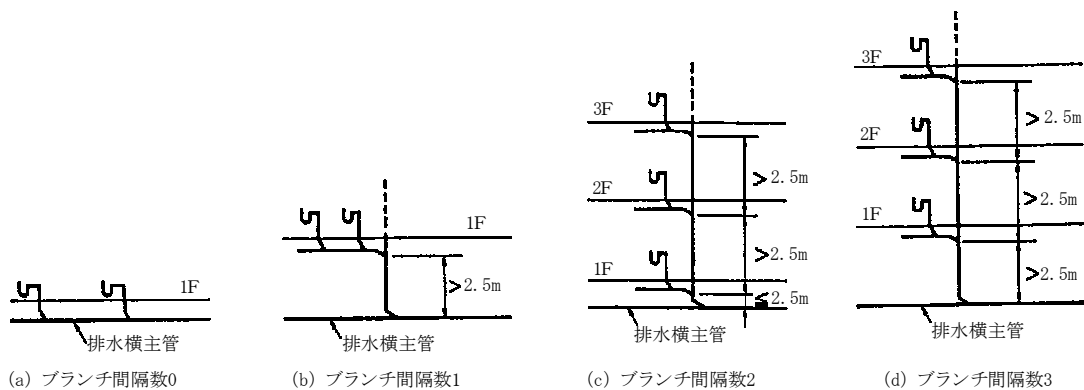 1F
排水横主管
(a) ブランチ間隔数0
1F
>2.5m
排水横主管
(b) ブランチ間隔数1
3F
>2.5m
2F
>2.5m
1F
≦2.5m
排水横主管
(c) ブランチ間隔数2
3F
>2.5m
2F
>2.5m
1F
>2.5m
排水横主管
(d) ブランチ間隔数3